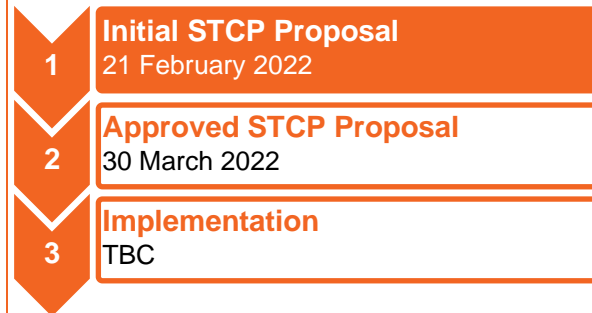 1
Initial STCP Proposal
21 February 2022
2
Approved STCP Proposal
30 March 2022
3
Implementation
TBC